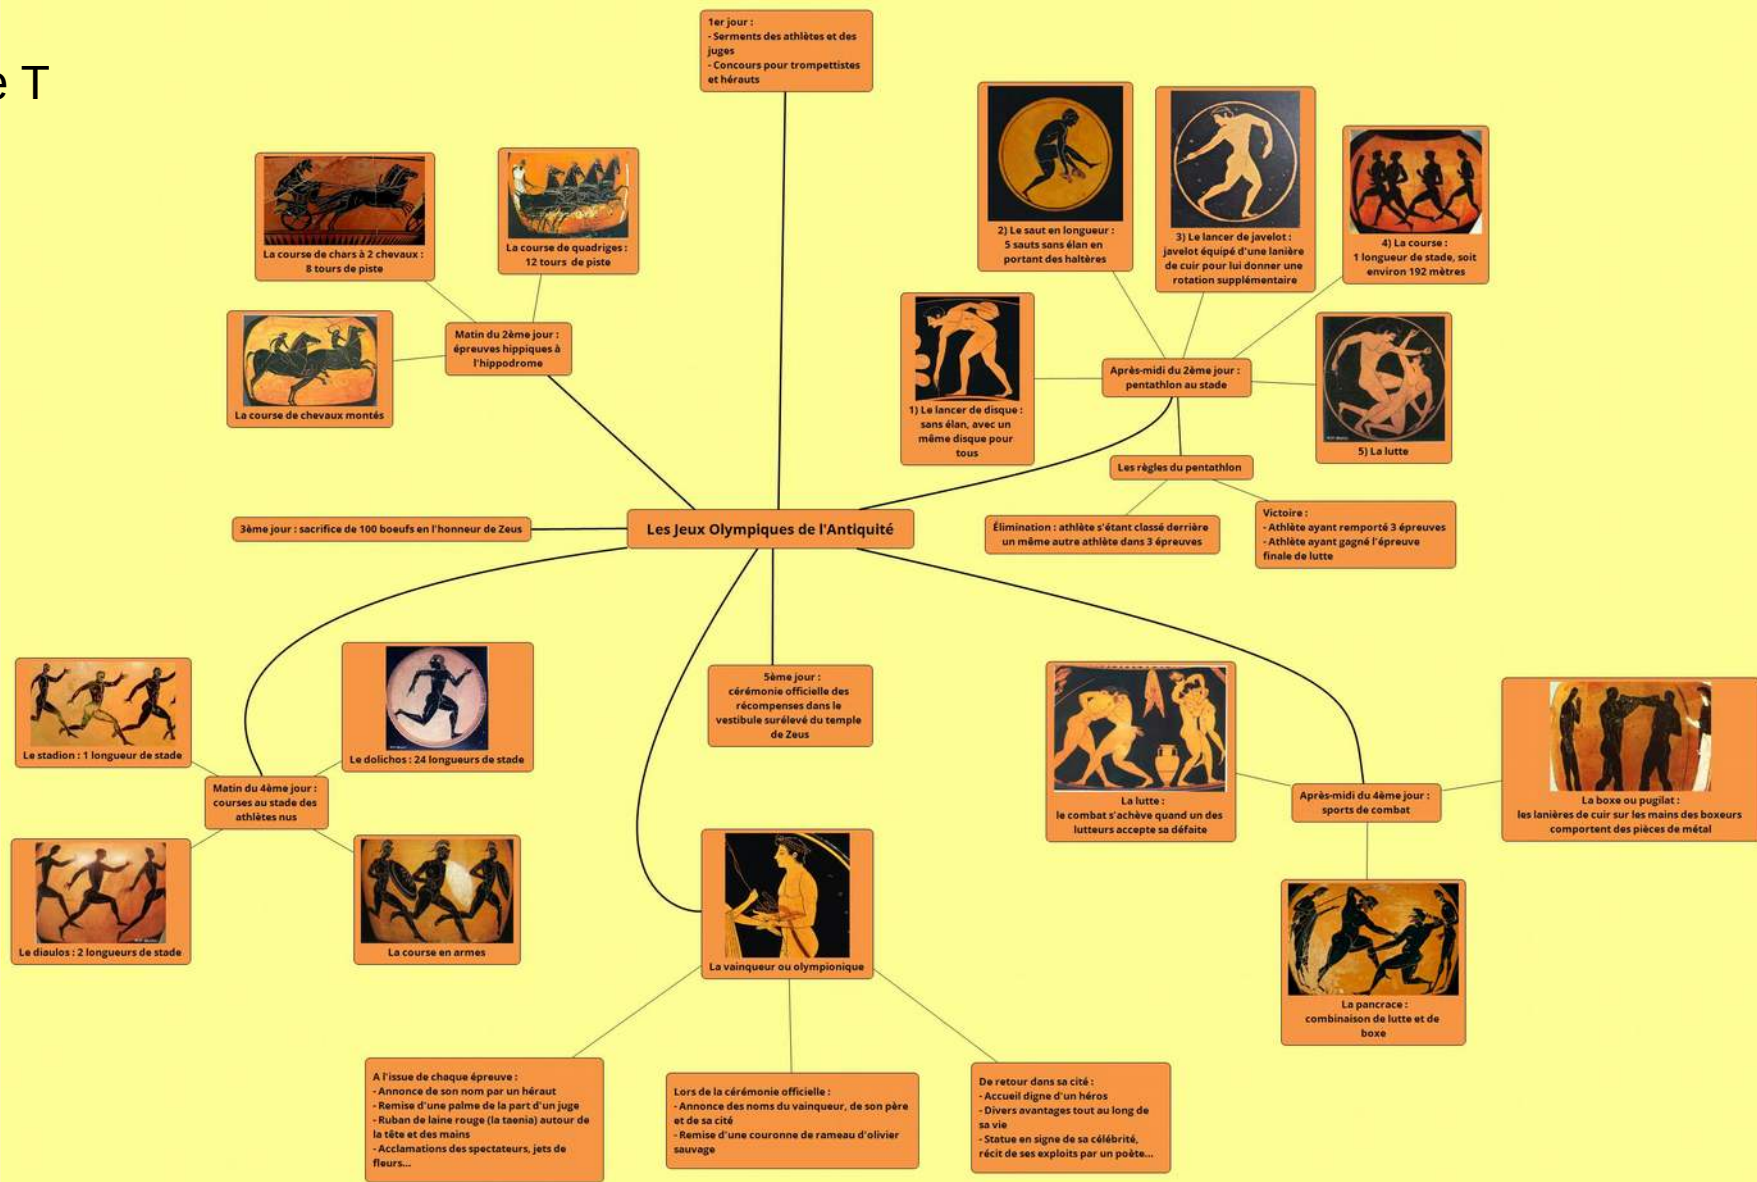 e T
1er jour :
- Serments des athlètes et des
juges
- Concours pour trompettistes
et hérauts
La course de chars à 2 chevaux :
8 tours de piste
La course de quadriges :
12 tours de piste
La course de chevaux montés
Matin du 2ème jour :
épreuves hippiques à
l'hippodrome
2) Le saut en longueur :
5 sauts sans élan en
portant des haltères
3) Le lancer de javelot :
javelot équipé d'une lanière
de cuir pour lui donner une
rotation supplémentaire
4) La course :
1 longueur de stade, soit
environ 192 mètres
1) Le lancer de disque :
sans élan, avec un
même disque pour
tous
Après-midi du 2ème jour :
pentathlon au stade
5) La lutte
Les règles du pentathlon
Élimination : athlète s'étant classé derrière
un même autre athlète dans 3 épreuves
Victoire :
- Athlète ayant remporté 3 épreuves
- Athlète ayant gagné l'épreuve
finale de lutte
3ème jour : sacrifice de 100 boeufs en l'honneur de Zeus
Les Jeux Olympiques de l'Antiquité
Le stadion : 1 longueur de stade
Le dolichos : 24 longueurs de stade
Matin du 4ème jour :
courses au stade des
athlètes nus
Le diaulos : 2 longueurs de stade
La course en armes
5ème jour :
cérémonie officielle des
récompenses dans le
vestibule surélevé du temple
de Zeus
La lutte :
le combat s'achève quand un des
lutteurs accepte sa défaite
Après-midi du 4ème jour :
sports de combat
La boxe ou pugilat :
les lanières de cuir sur les mains des boxeurs
comportent des pièces de métal
La pancrace :
combinaison de lutte et de
boxe
La vainqueur ou olympionique
A l'issue de chaque épreuve :
- Annonce de son nom par un héraut
- Remise d'une palme de la part d'un juge
- Ruban de laine rouge (la taenia) autour de
la tête et des mains
- Acclamations des spectateurs, jets de
fleurs...
Lors de la cérémonie officielle :
- Annonce des noms du vainqueur, de son père
et de sa cité
- Remise d'une couronne de rameau d'olivier
sauvage
De retour dans sa cité :
- Accueil digne d'un héros
- Divers avantages tout au long de
sa vie
- Statue en signe de sa célébrité,
récit de ses exploits par un poète...